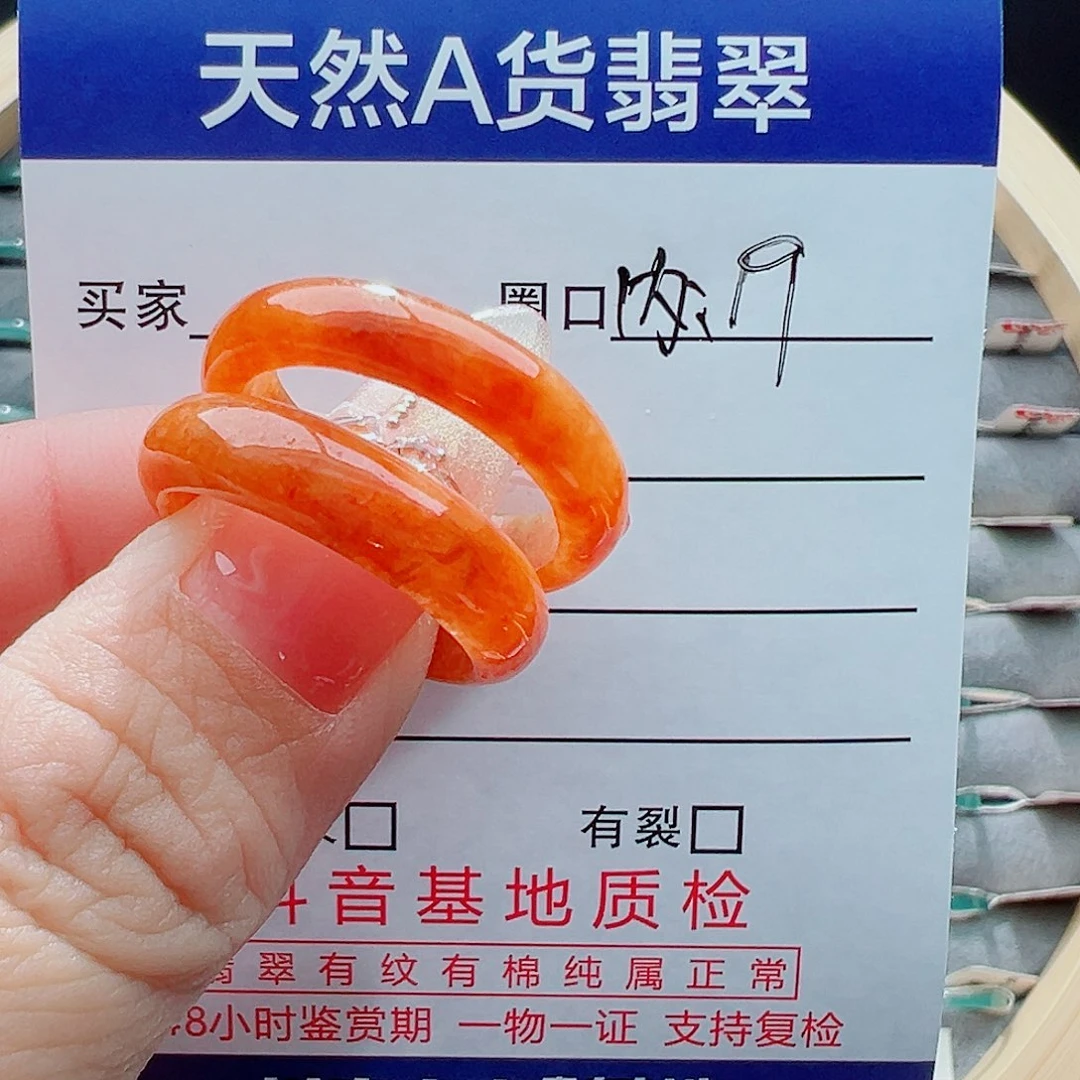 天然A货翡翠
买家 圈口内.9
有裂
音基地质检
翠有纹有棉纯属正常
8小时鉴赏期 一物一证 支持复检